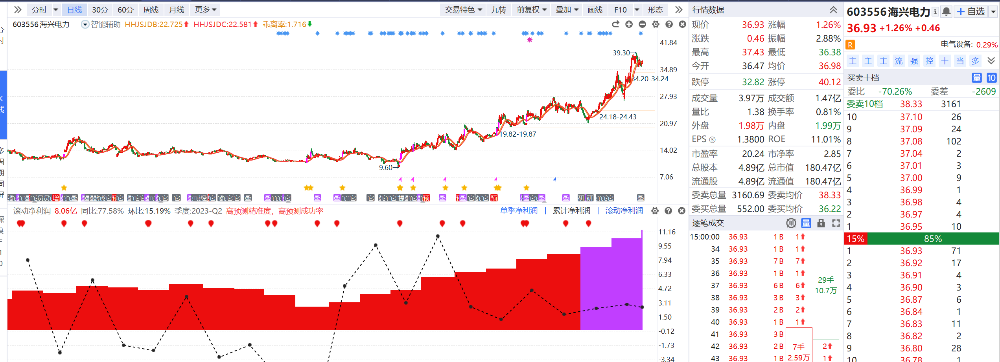 分时 日线 30分 60分 周线 月线 更多
交易特色 九转 前复权 叠加 画线 F10 形态
603556 海兴电力 智能辅助 HHJSJDB:22.725 HHJSJDC:22.581 乖离率:1.716
41.84
39.30→
34.89
34.20-34.24
27.93
24.18-24.43
20.97
19.82-19.87
14.02
9.60→
7.06
滚动净利润 8.06亿 同比:77.58% 环比:15.19% 季度:2023-Q2 高预测精准度，高预测成功率
单季净利润 | 累计净利润 | 滚动净利润
11.16
9.55
7.94
6.33
4.72
3.11
1.50
-0.12
-1.73
-3.34
行情数据
现价 36.93 涨幅 1.26%
涨跌 0.46 振幅 2.88%
最高 37.43 最低 36.38
今开 36.47 均价 36.98
跌停 32.82 涨停 40.12
成交量 3.97万 成交额 1.47亿
量比 1.38 换手率 0.81%
外盘 1.98万 内盘 1.99万
EPS ③ 1.3800 ROE 11.01%
市盈率 20.24 市净率 2.85
总股本 4.89亿 总市值 180.47亿
流通股 4.89亿 流通值 180.47亿
委卖总量 3160.69 委卖均价 38.33
委买总量 552.00 委买均价 36.22
逐笔成交 单 量
15:00:00 36.93 1 B 1
34 36.93 1 B 1
35 36.93 7 B 7
36 36.93 1 B 1
37 36.93 6 B 6
38 36.93 3 B 3
39 36.93 2 B 2
40 36.93 1 B 1
41 36.93 3 B
42 36.93 2 B
43 36.93 1 B
29手
10.7万
7手 2
2.59万 1
603556 海兴电力 自选
36.93 +1.26% +0.46
R 电气设备: 0.29%
主 主 主 流 强 控 十 当 多
买卖十档 量 10
委比 -70.26% 委差 -2609
委卖10档 38.33 3161
10 37.10 26
9 37.09 24
8 37.08 102
7 37.04 2
6 37.01 3
5 37.00 9
4 36.99 1
3 36.98 4
2 36.97 4
1 36.95 10
15% 85%
1 36.93 71
2 36.92 17
3 36.91 4
4 36.90 3
5 36.87 6
6 36.84 1
7 36.83 11
8 36.82 2
9 36.80 28
10 36.78 1